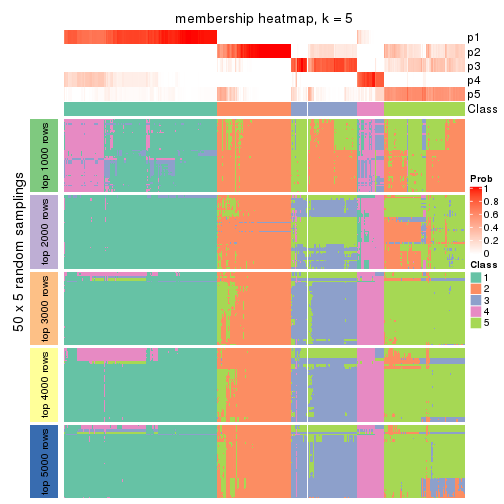 membership heatmap, k = 5
p1
p2
p3
p4
p5
Class
50 x 5 random samplings
top 1000 rows
top 2000 rows
top 3000 rows
top 4000 rows
top 5000 rows
Prob
1
0.8
0.6
0.4
0.2
0
Class
1
2
3
4
5